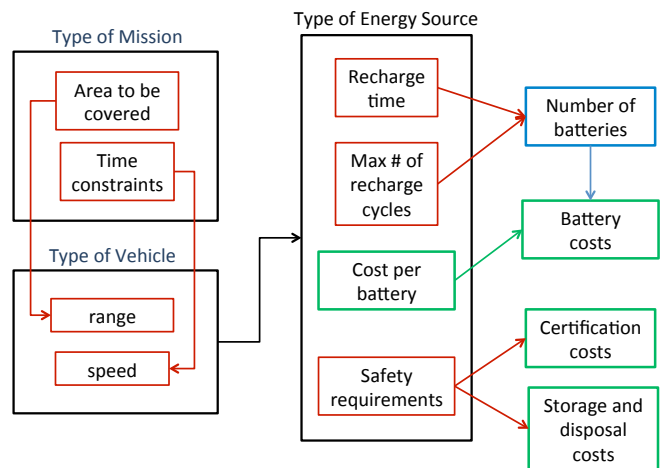 Type of Mission
Area to be
covered
Time
constraints
Type of Vehicle
range
speed
Type of Energy Source
Recharge
time
Max # of
recharge
cycles
Cost per
battery
Safety
requirements
Number of
batteries
Battery
costs
Certification
costs
Storage and
disposal
costs